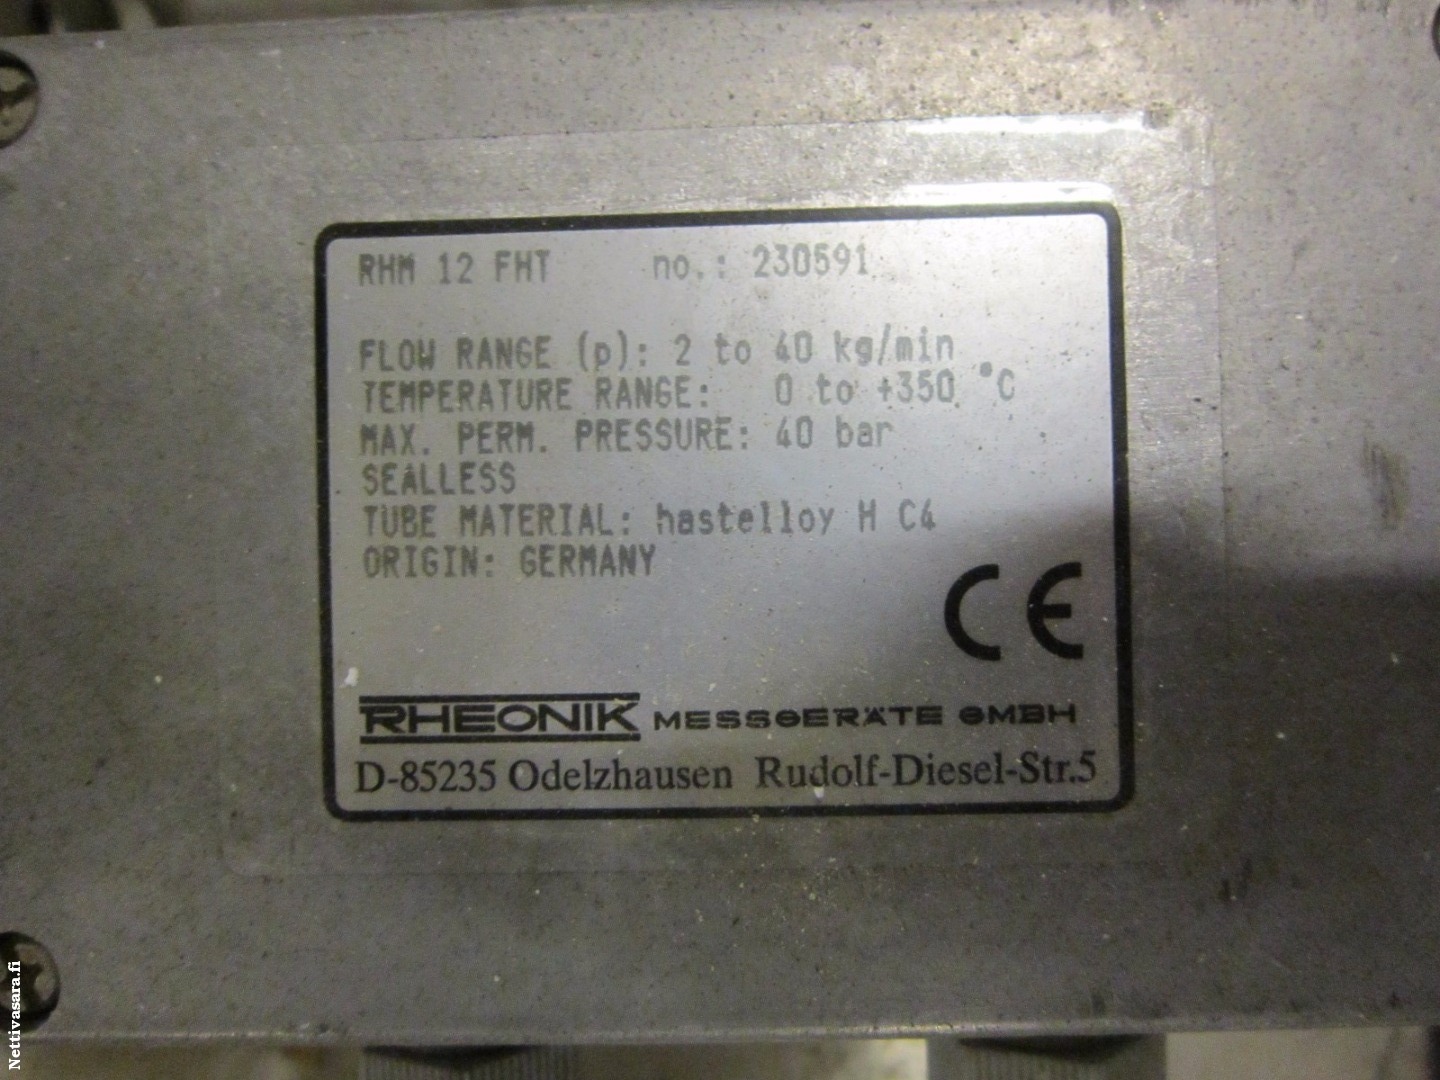 RHM 12 FHT no.: 230591
FLOW RANGE (p): 2 to 40 kg/min
TEMPERATURE RANGE: 0 to +350 °C
MAX. PERM. PRESSURE: 40 bar
SEALLESS
TUBE MATERIAL: hastelloy H C4
ORIGIN: GERMANY
CE
RHEONIK MESSGERÄTE GMBH
D-85235 Odelzhausen Rudolf-Diesel-Str.5
Nettivasara.fi